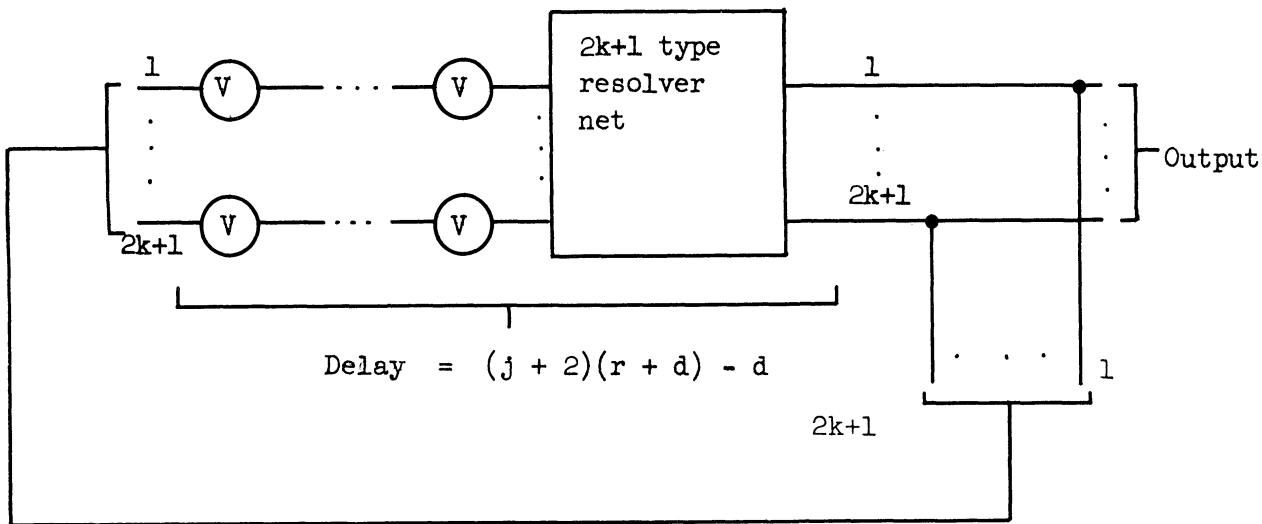 1
V
...
V
2k+1 type
resolver
net
1
Output
2k+1
V
...
V
2k+1
Delay = (j + 2)(r + d) - d
. . .
1
2k+1